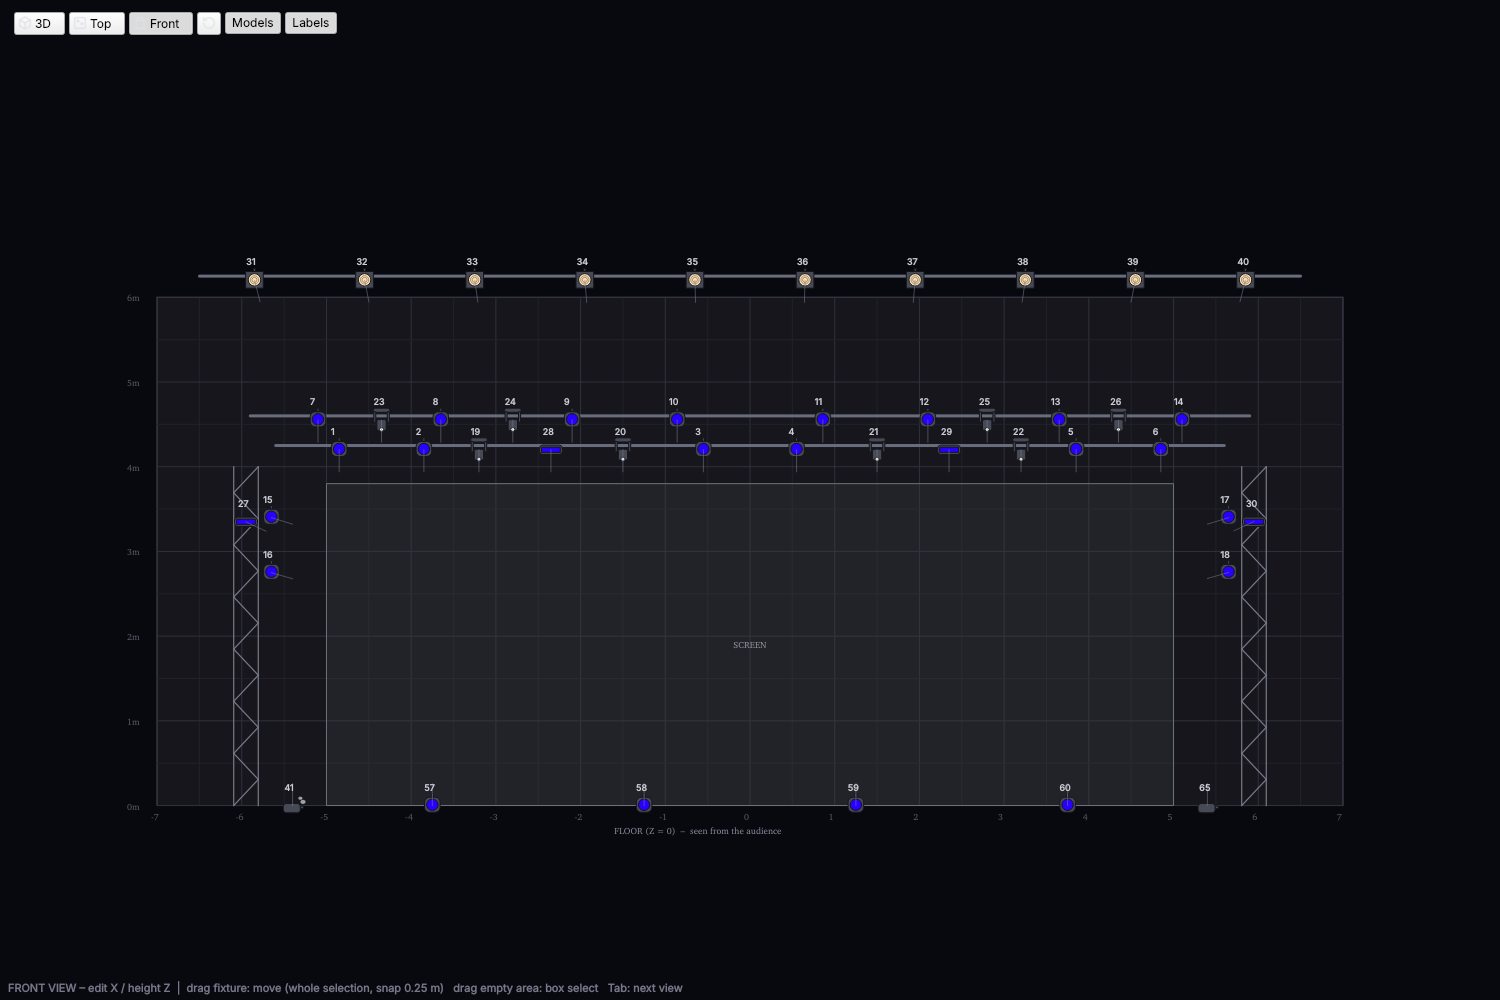 3D Top Front Models Labels
31 32 33 34 35 36 37 38 39 40
6m
5m
7 23 8 24 9 10 11 12 25 13 26 14
1 2 19 28 20 3 4 21 29 22 5 6
4m
27 15 17 30
3m
16 18
2m
SCREEN
1m
41 57 58 59 60 65
0m
-7 -6 -5 -4 -3 -2 -1 0 1 2 3 4 5 6 7
FLOOR (Z = 0) – seen from the audience
FRONT VIEW – edit X / height Z | drag fixture: move (whole selection, snap 0.25 m) drag empty area: box select Tab: next view